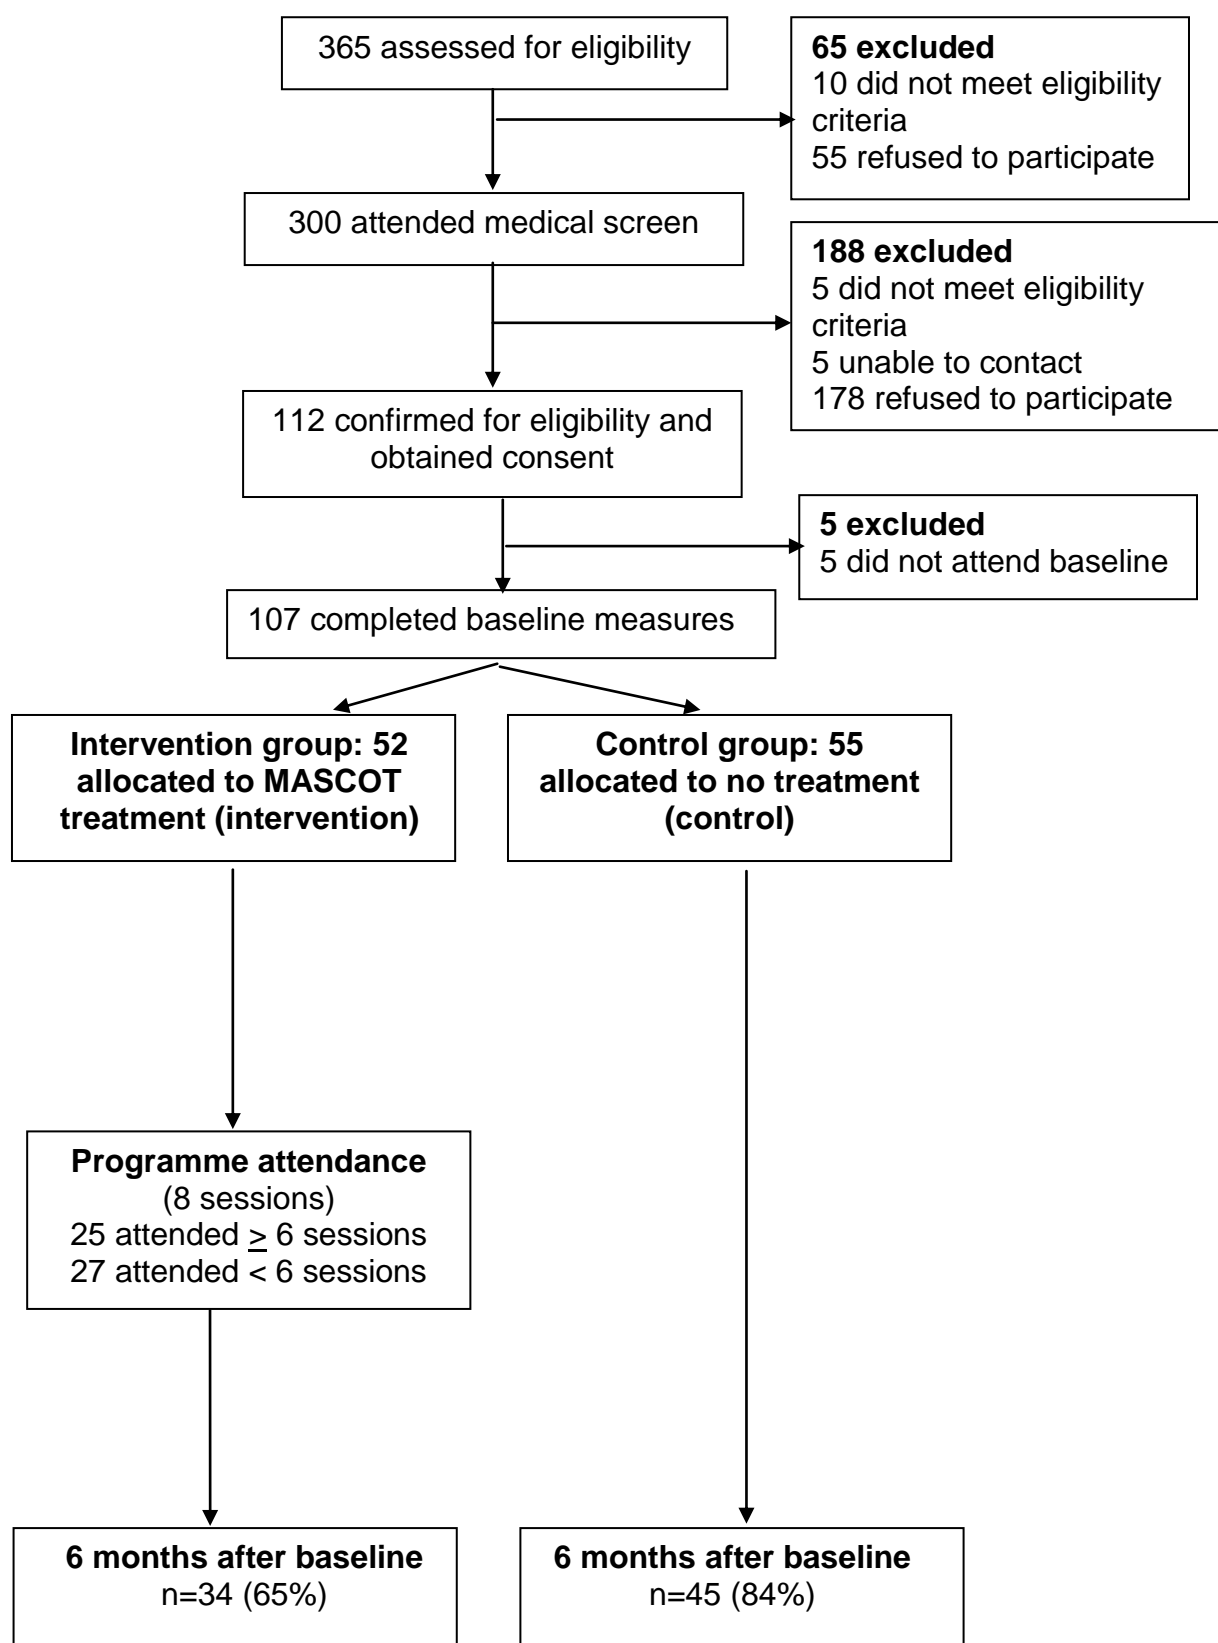 365 assessed for eligibility
65 excluded
10 did not meet eligibility
criteria
55 refused to participate
300 attended medical screen
188 excluded
5 did not meet eligibility
criteria
5 unable to contact
178 refused to participate
112 confirmed for eligibility and
obtained consent
5 excluded
5 did not attend baseline
107 completed baseline measures
Intervention group: 52
allocated to MASCOT
treatment (intervention)
Control group: 55
allocated to no treatment
(control)
Programme attendance
(8 sessions)
25 attended ≥ 6 sessions
27 attended < 6 sessions
6 months after baseline
n=34 (65%)
6 months after baseline
n=45 (84%)